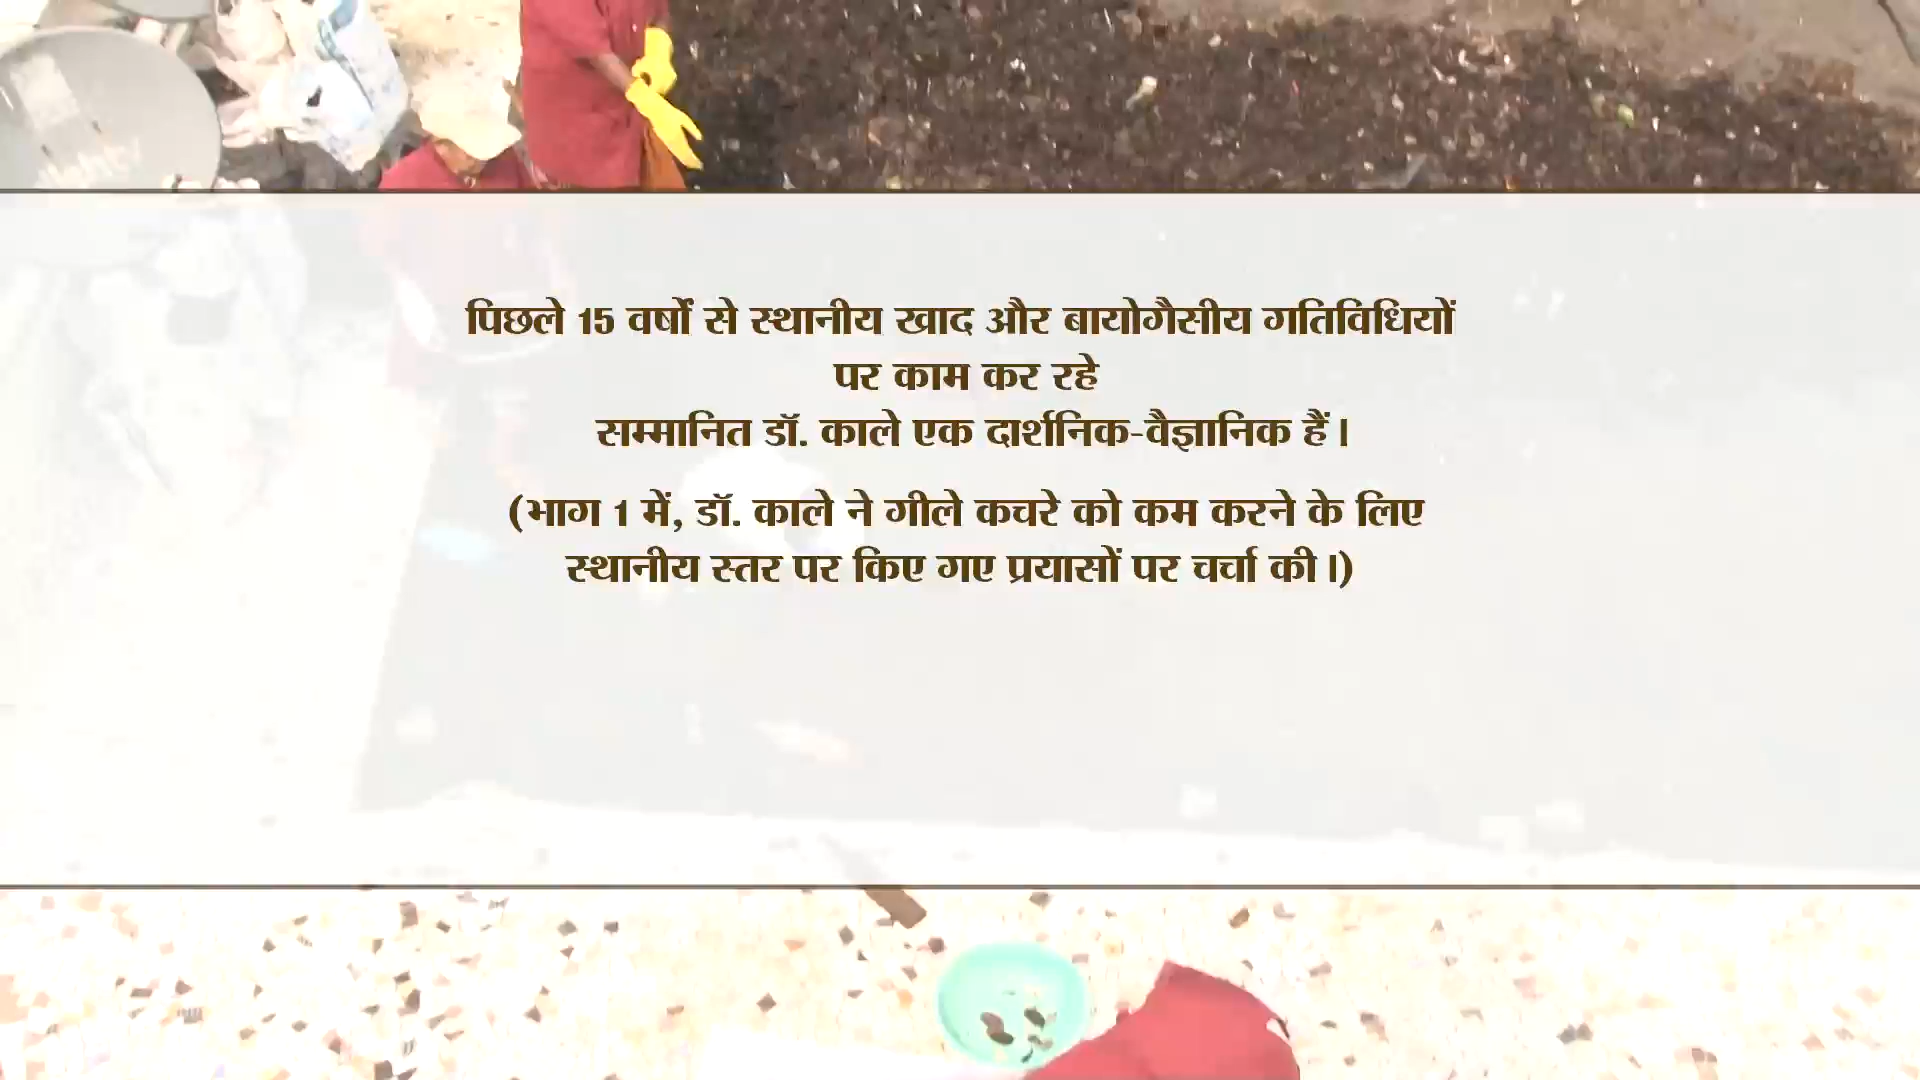 पिछले 15 वर्षों से स्थानीय खाद और बायोगैसीय गतिविधियों
पर काम कर रहे
सम्मानित डॉ. काले एक दार्शनिक-वैज्ञानिक हैं।
(भाग 1 में, डॉ. काले ने गीले कचरे को कम करने के लिए
स्थानीय स्तर पर किए गए प्रयासों पर चर्चा की।)